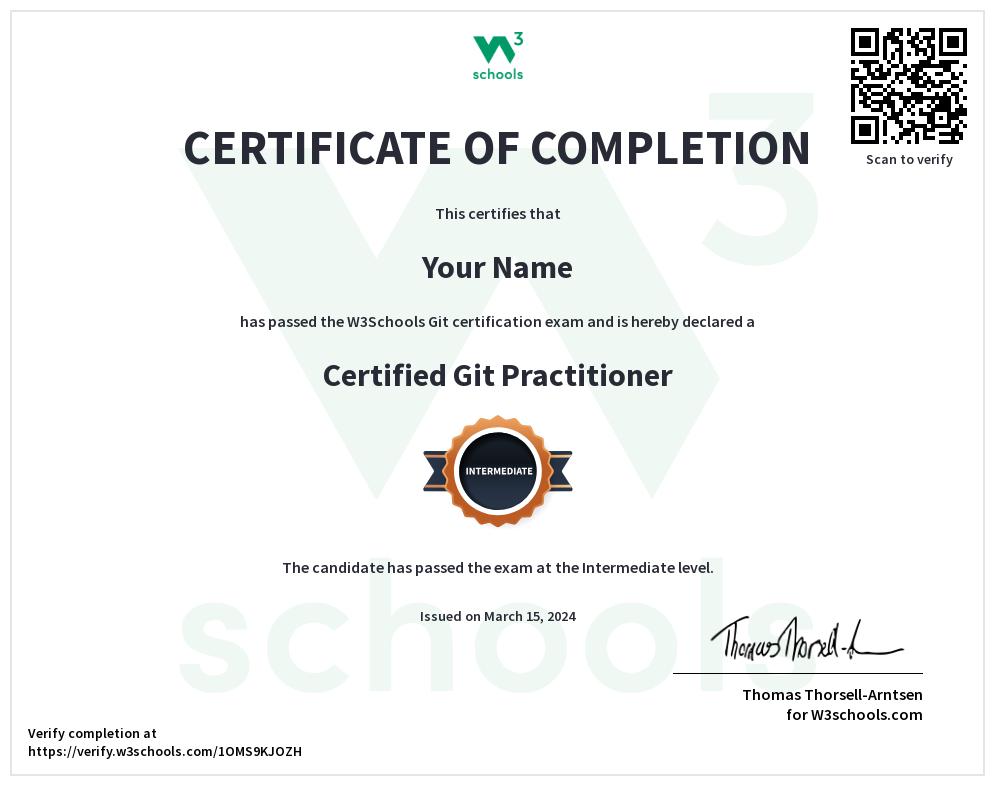 W3
schools
Scan to verify
CERTIFICATE OF COMPLETION
This certifies that
Your Name
has passed the W3Schools Git certification exam and is hereby declared a
Certified Git Practitioner
INTERMEDIATE
The candidate has passed the exam at the Intermediate level.
Issued on March 15, 2024
Thomas Thorsell-A
Thomas Thorsell-Arntsen
for W3schools.com
Verify completion at
https://verify.w3schools.com/1OMS9KJOZH
W3
schools